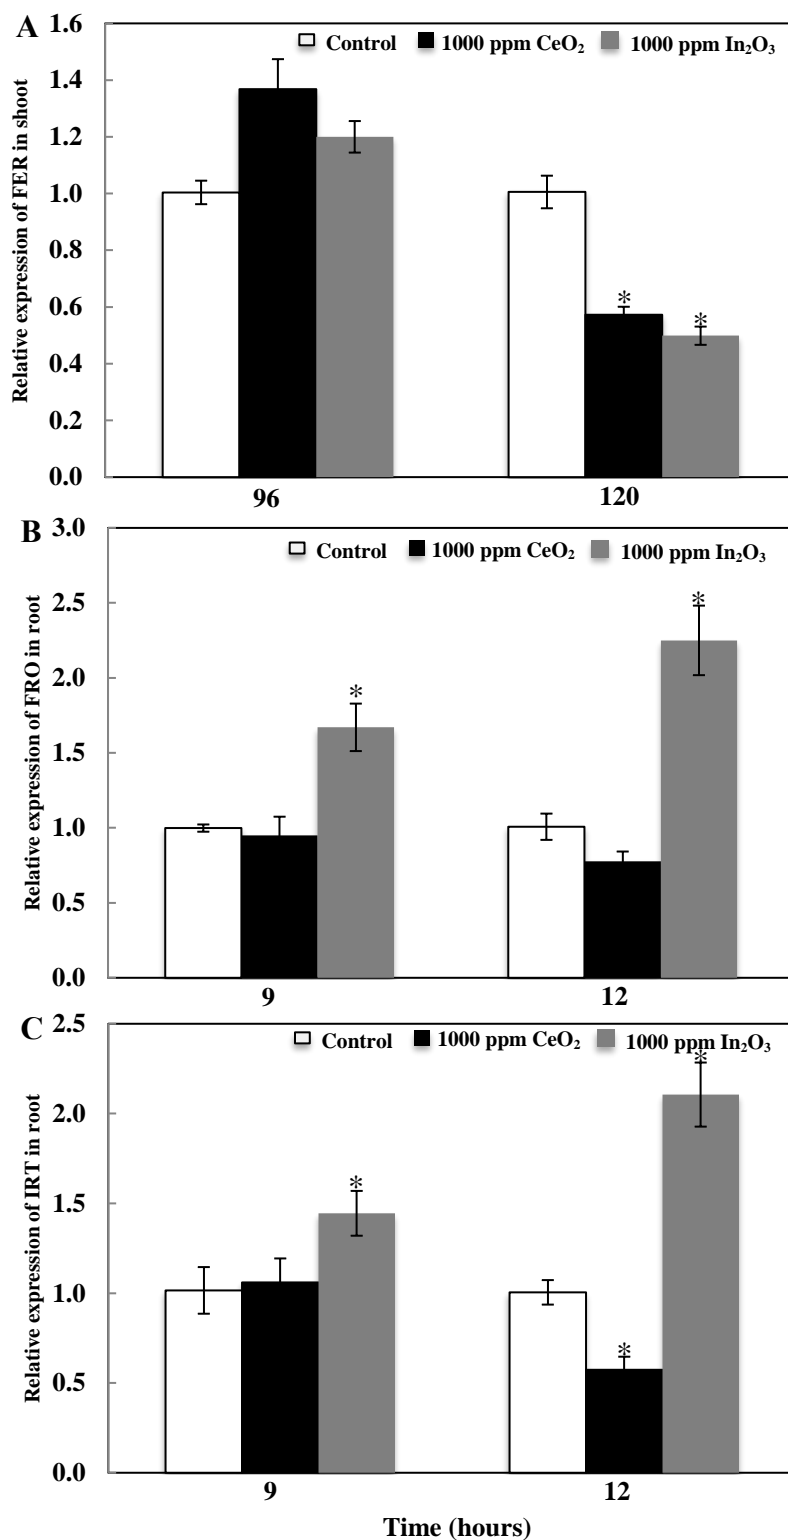 A
1.6
Control 1000 ppm CeO₂ 1000 ppm In₂O₃
1.4
1.2
1.0
0.8
0.6
0.4
0.2
0.0
Relative expression of FER in shoot
* *
96 120
B
3.0
Control 1000 ppm CeO₂ 1000 ppm In₂O₃
2.5
2.0
1.5
1.0
0.5
0.0
Relative expression of FRO in root
* *
9 12
C
2.5
Control 1000 ppm CeO₂ 1000 ppm In₂O₃
2.0
1.5
1.0
0.5
0.0
Relative expression of IRT in root
* * *
9 12
Time (hours)